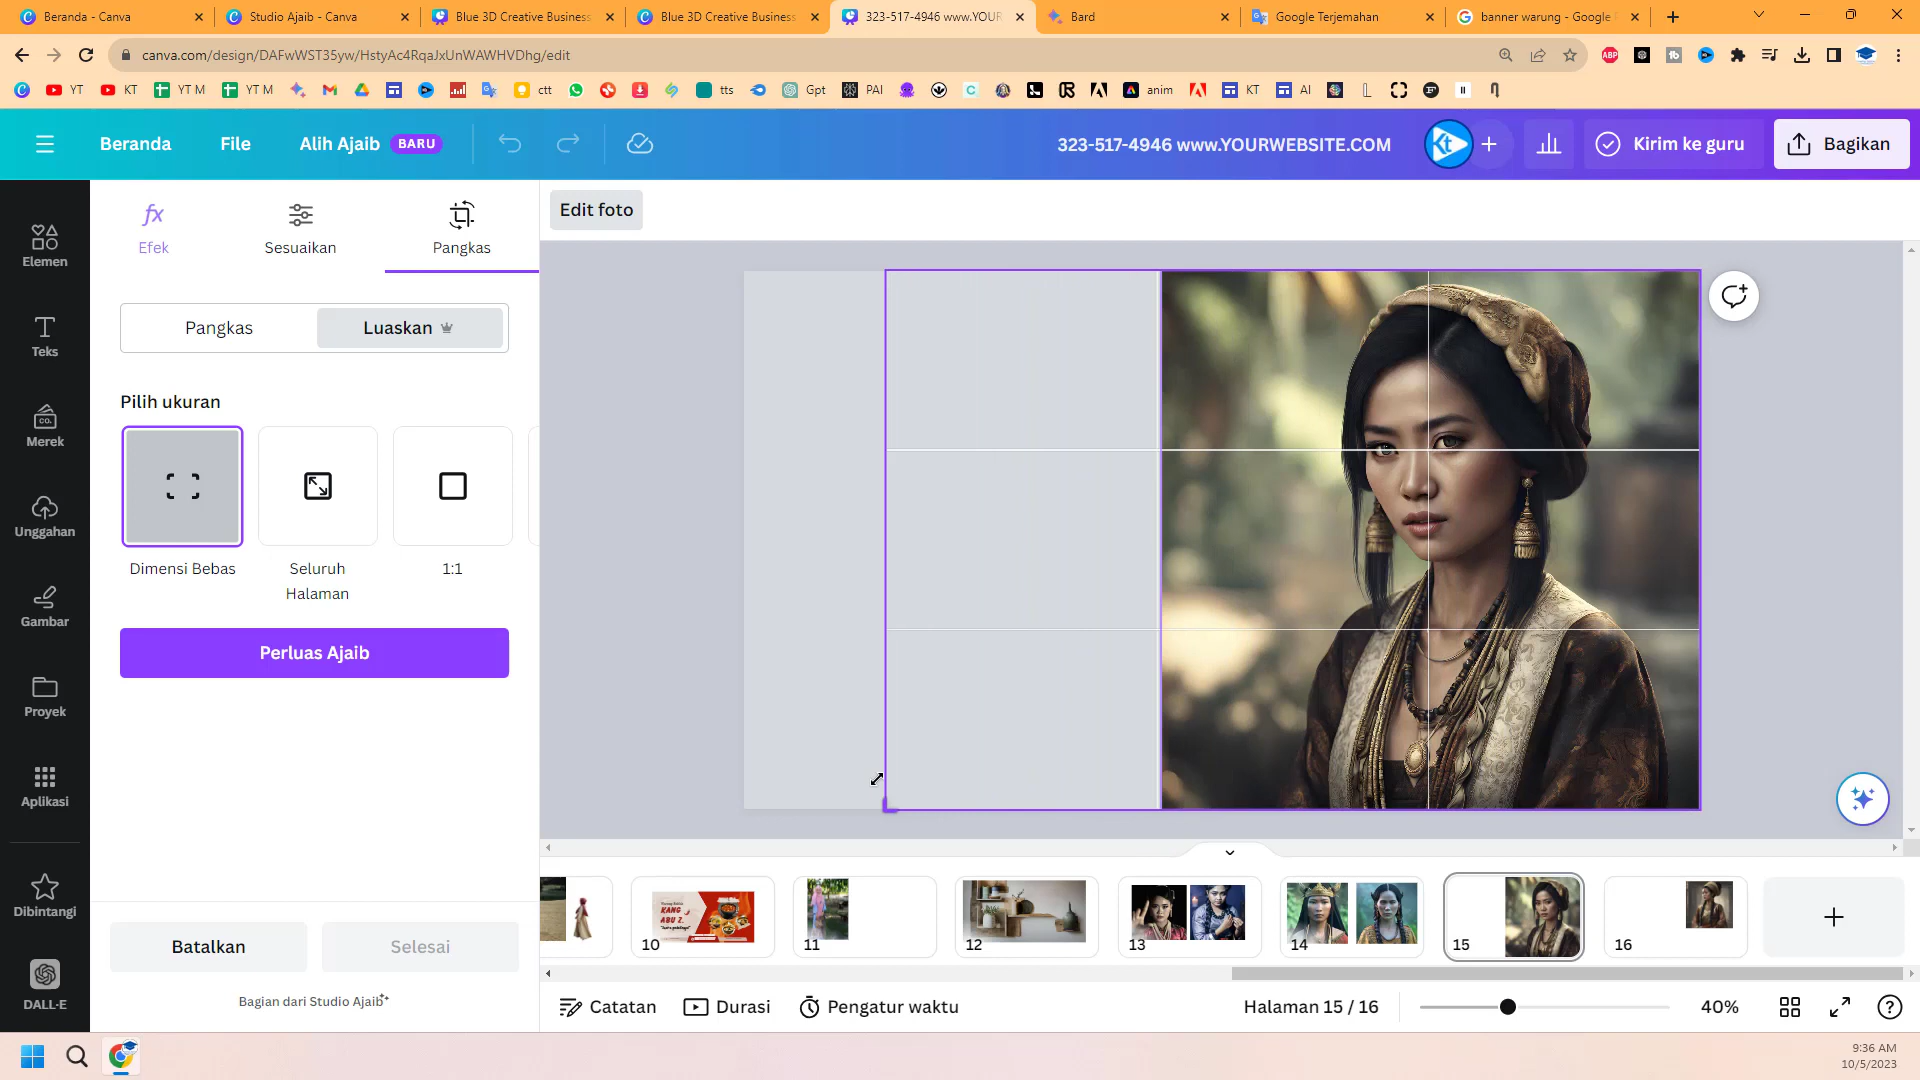 Beranda - Canva
Studio Ajaib - Canva
Blue 3D Creative Business
Blue 3D Creative Business
323-517-4946 www.YOUR
Bard
Google Terjemahan
banner warung - Google
canva.com/design/DAFwWST35yw/HstyAc4RqaJxUnWAWHVDhg/edit
ABP
YT
KT
YT M
YT M
ctt
tts
Gpt
PAI
anim
KT
AI
Beranda
File
Alih Ajaib
BARU
323-517-4946 www.YOURWEBSITE.COM
Kt
Kirim ke guru
Bagikan
Elemen
Teks
Merek
Unggahan
Gambar
Proyek
Aplikasi
Dibintangi
DALL·E
fx
Efek
Sesuaikan
Pangkas
Edit foto
Pangkas
Luaskan
Pilih ukuran
Dimensi Bebas
Seluruh Halaman
1:1
Perluas Ajaib
Batalkan
Selesai
Bagian dari Studio Ajaib
KANG
ABU Z.
10
11
12
13
14
15
16
Catatan
Durasi
Pengatur waktu
Halaman 15 / 16
40%
9:36 AM
10/5/2023